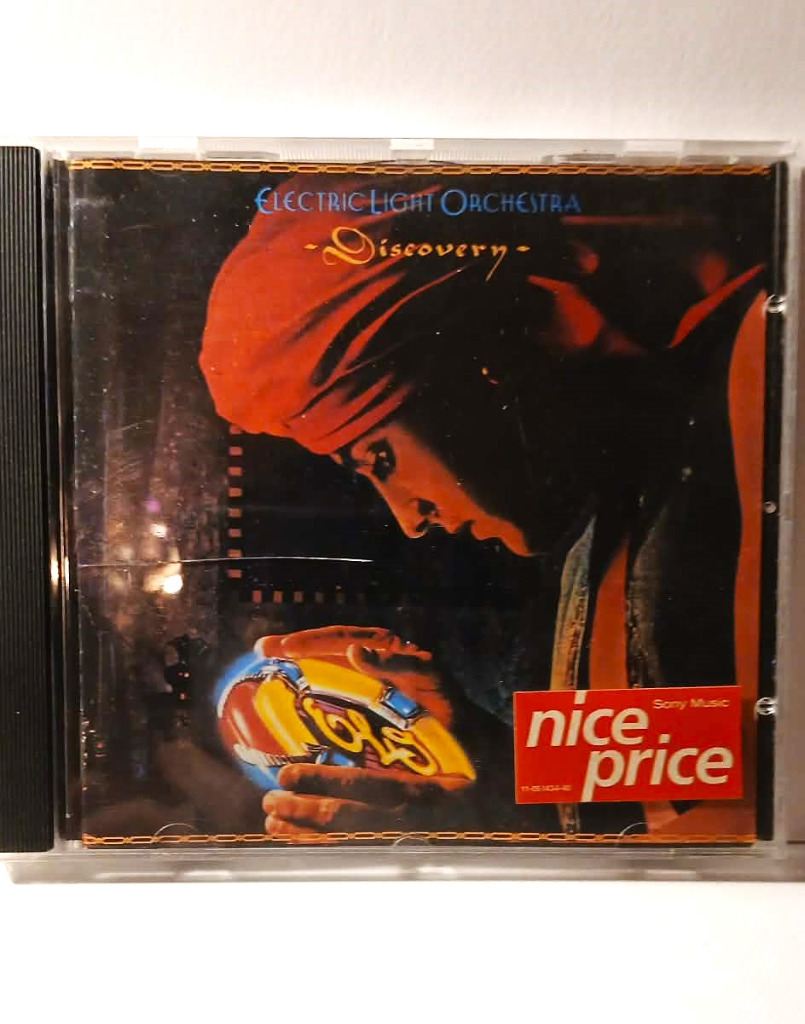 ELECTRIC LIGHT ORCHESTRA
-Discovery-
Sony Music
nice
price